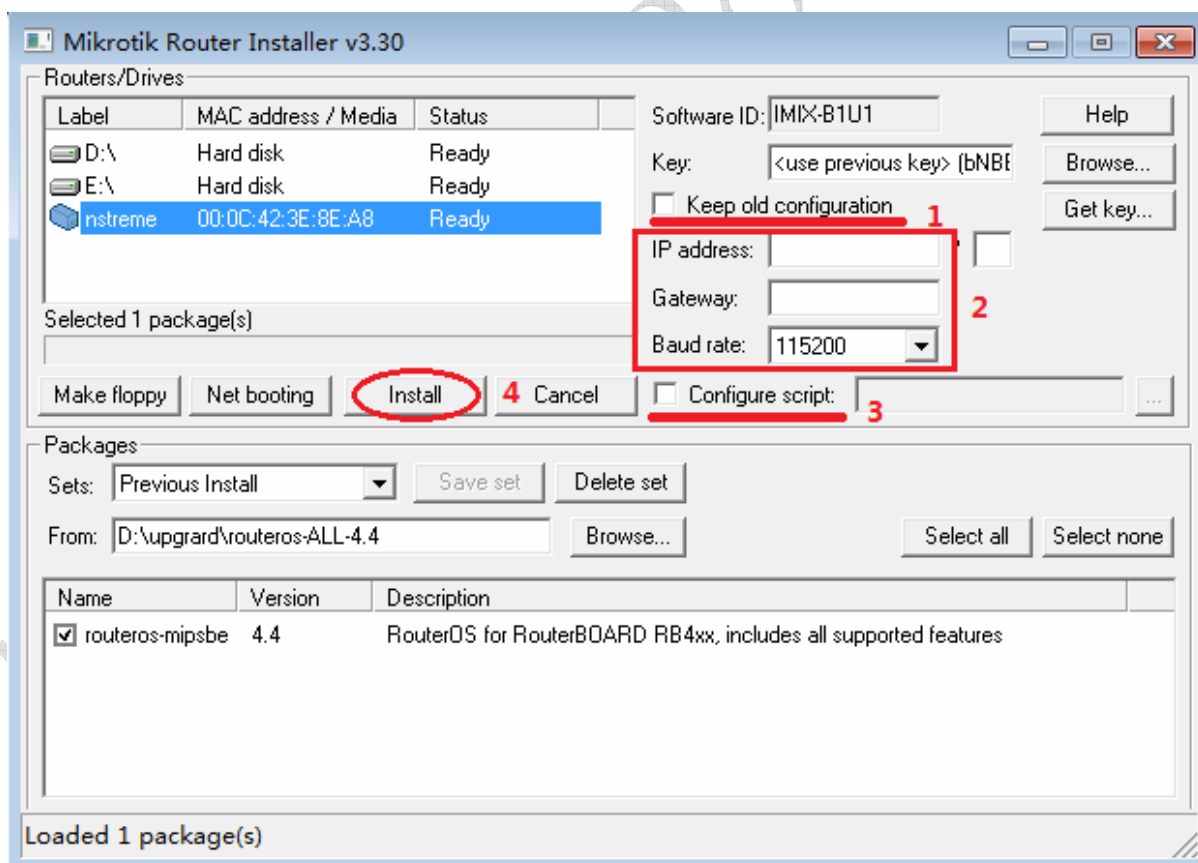 Mikrotik Router Installer v3.30
Routers/Drives
Label MAC address / Media Status
D:\ Hard disk Ready
E:\ Hard disk Ready
nstreme 00:0C:42:3E:8E:A8 Ready
Selected 1 package(s)
Software ID: IMIX-B1U1 Help
Key: <use previous key> (bNBE Browse...
Keep old configuration 1 Get key...
IP address:
Gateway: 2
Baud rate: 115200
Make floppy Net booting Install 4 Cancel Configure script: 3 ...
Packages
Sets: Previous Install Save set Delete set
From: D:\upgrard\routeros-ALL-4.4 Browse... Select all Select none
Name Version Description
routeros-mipsbe 4.4 RouterOS for RouterBOARD RB4xx, includes all supported features
Loaded 1 package(s)